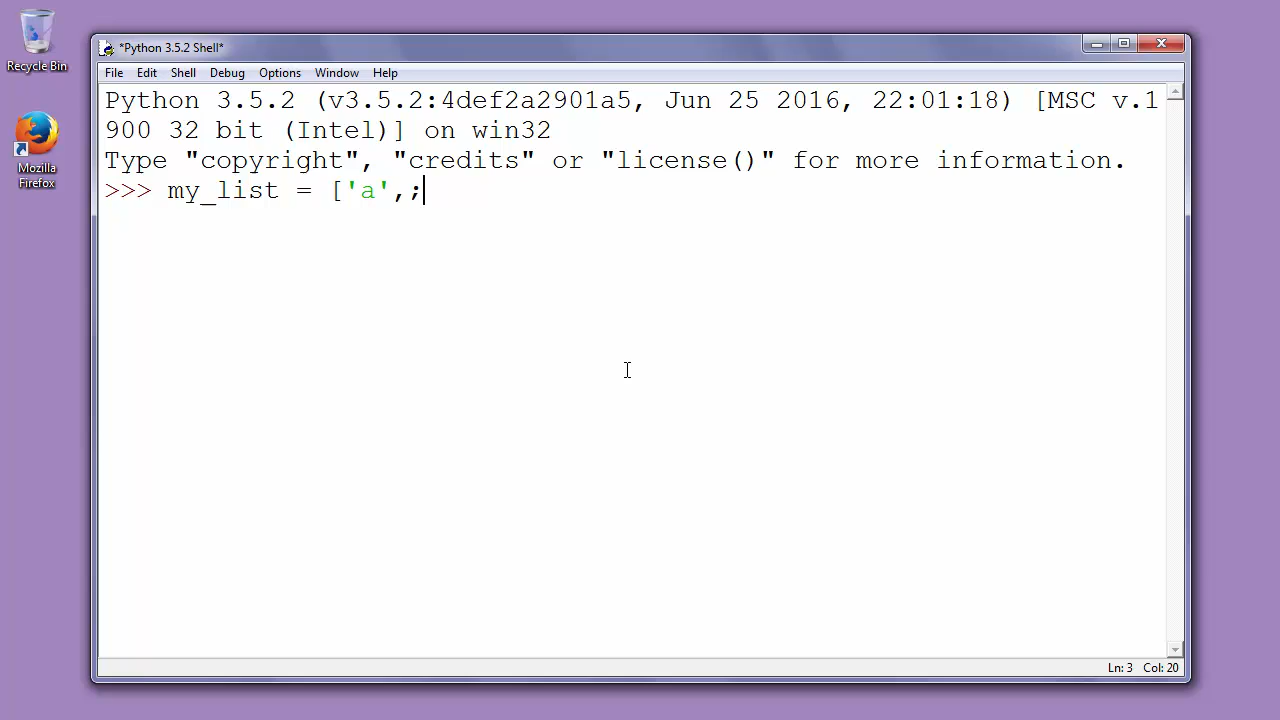 Recycle Bin
Mozilla
Firefox
*Python 3.5.2 Shell*
File Edit Shell Debug Options Window Help
Python 3.5.2 (v3.5.2:4def2a2901a5, Jun 25 2016, 22:01:18) [MSC v.1
900 32 bit (Intel)] on win32
Type "copyright", "credits" or "license()" for more information.
>>> my_list = ['a',;
Ln: 3 Col: 20